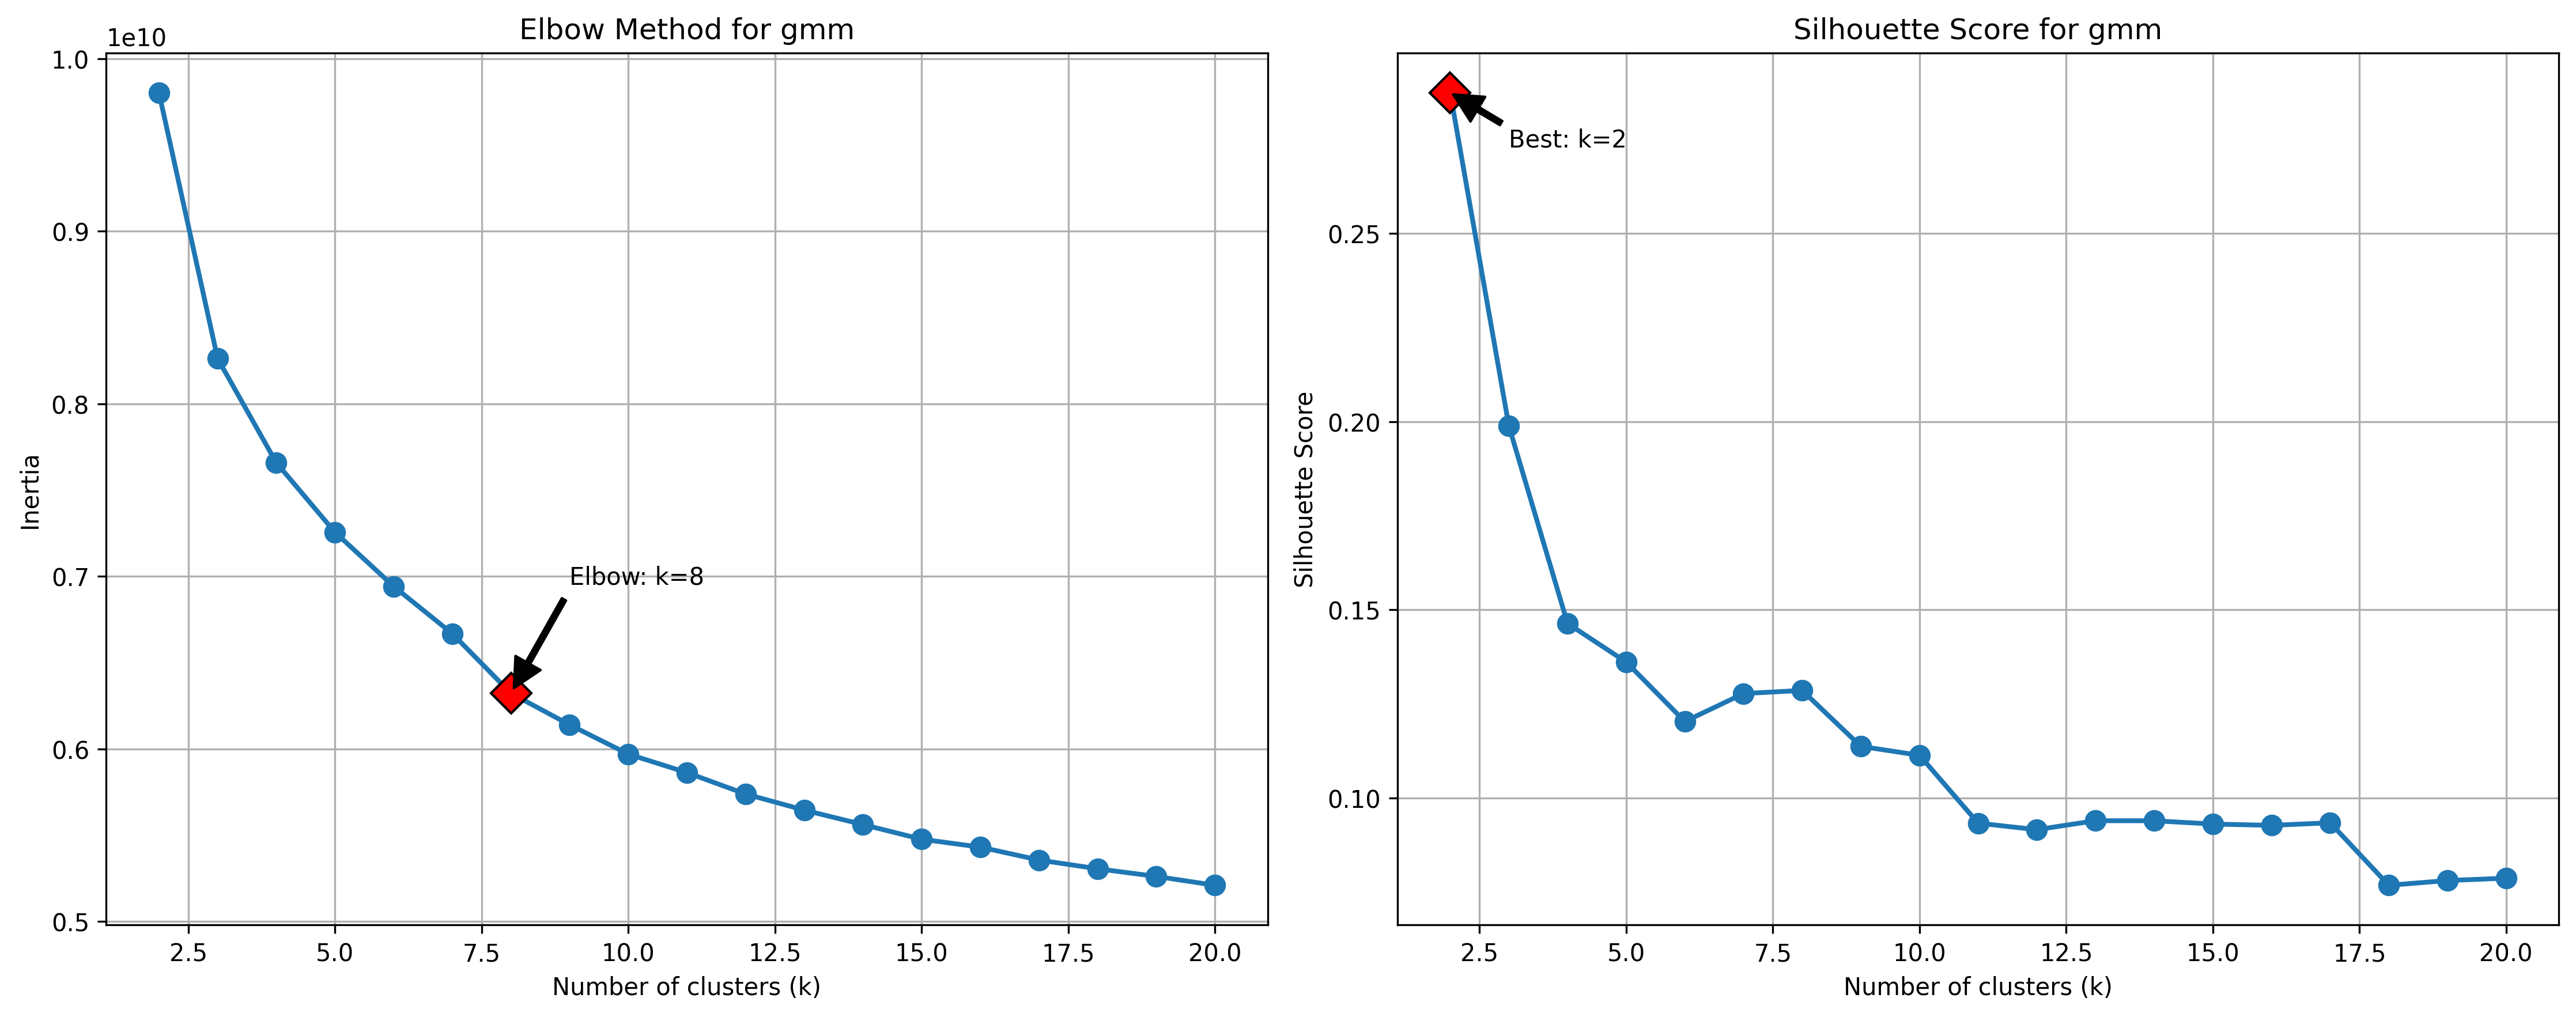 Elbow Method for gmm
1e10
1.0
0.9
0.8
0.7
0.6
0.5
Inertia
Elbow: k=8
2.5 5.0 7.5 10.0 12.5 15.0 17.5 20.0
Number of clusters (k)
Silhouette Score for gmm
Best: k=2
0.25
0.20
0.15
0.10
Silhouette Score
2.5 5.0 7.5 10.0 12.5 15.0 17.5 20.0
Number of clusters (k)